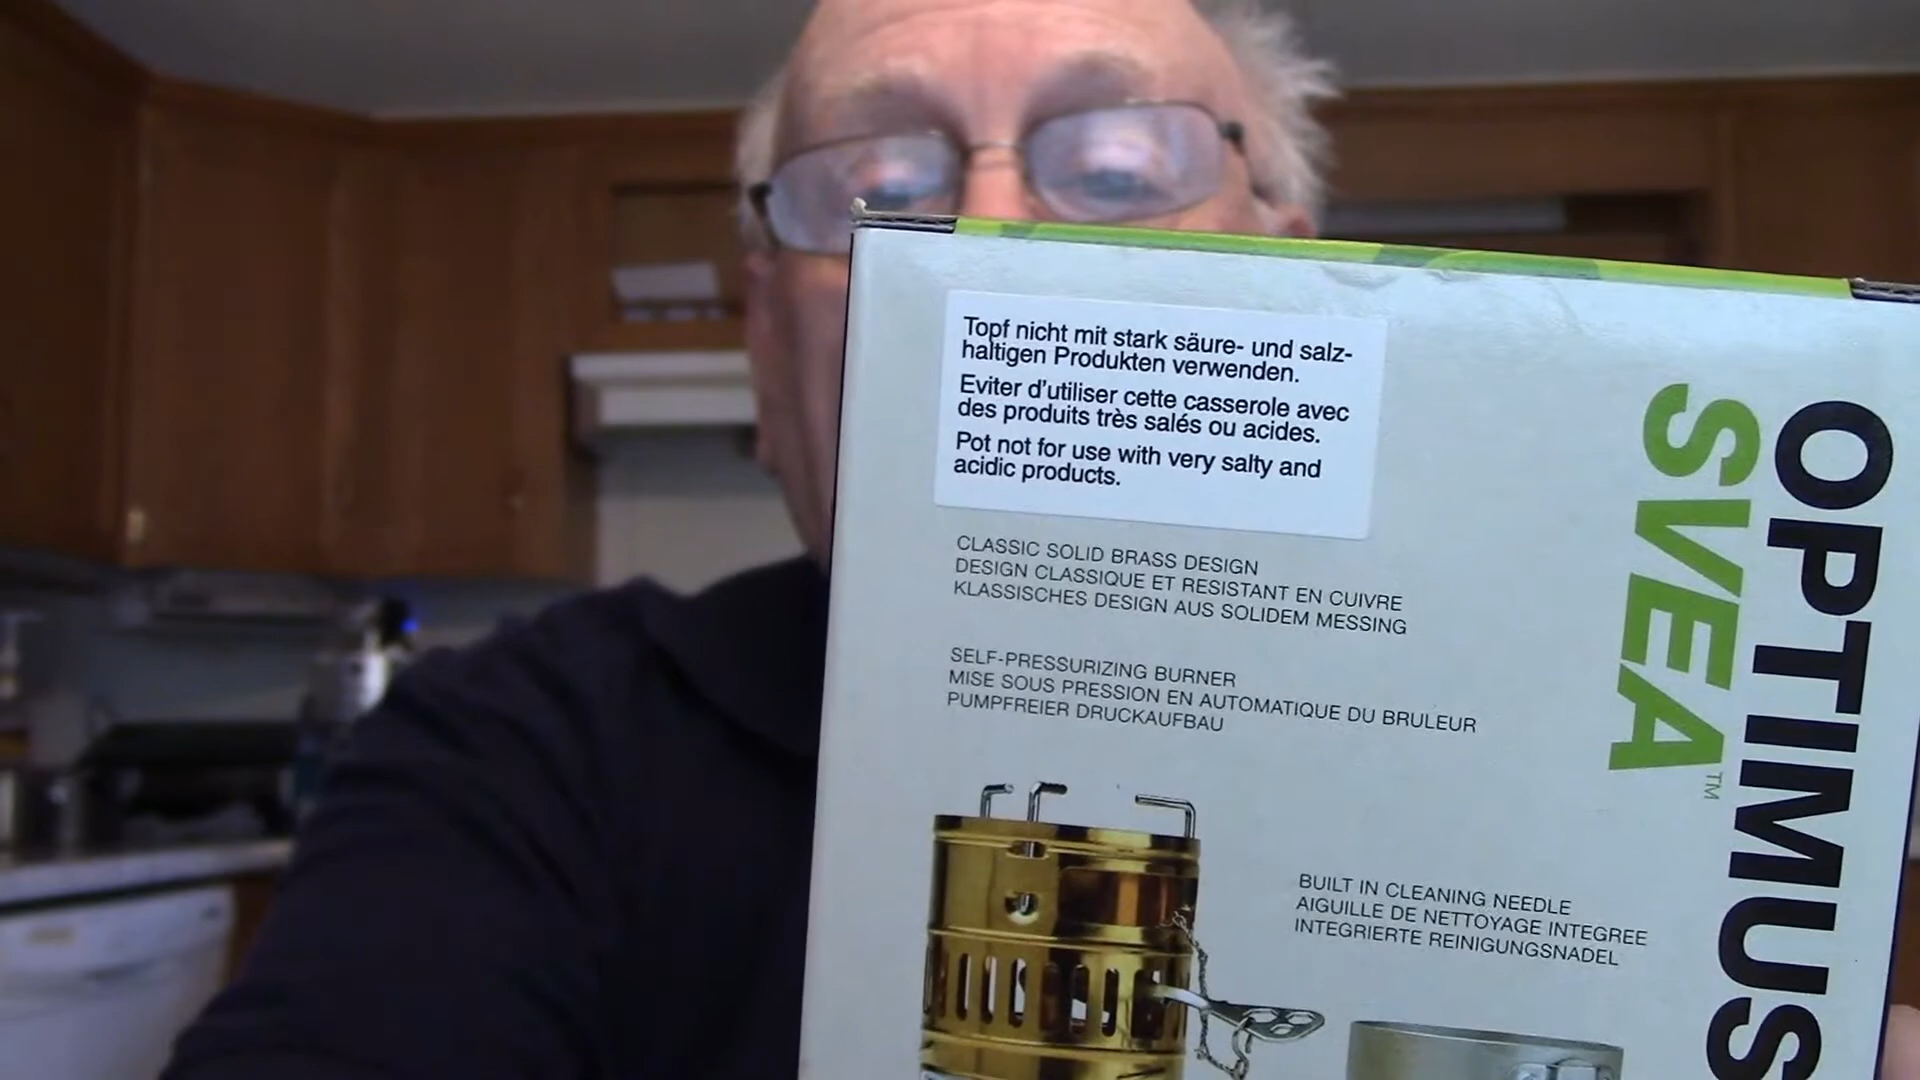 Topf nicht mit stark säure- und salz-
haltigen Produkten verwenden.
Eviter d'utiliser cette casserole avec
des produits très salés ou acides.
Pot not for use with very salty and
acidic products.
CLASSIC SOLID BRASS DESIGN
DESIGN CLASSIQUE ET RESISTANT EN CUIVRE
KLASSISCHES DESIGN AUS SOLIDEM MESSING
SELF-PRESSURIZING BURNER
MISE SOUS PRESSION EN AUTOMATIQUE DU BRULEUR
PUMPFREIER DRUCKAUFBAU
BUILT IN CLEANING NEEDLE
AIGUILLE DE NETTOYAGE INTEGREE
INTEGRIERTE REINIGUNGSNADEL
OPTIMUS
SVEA™